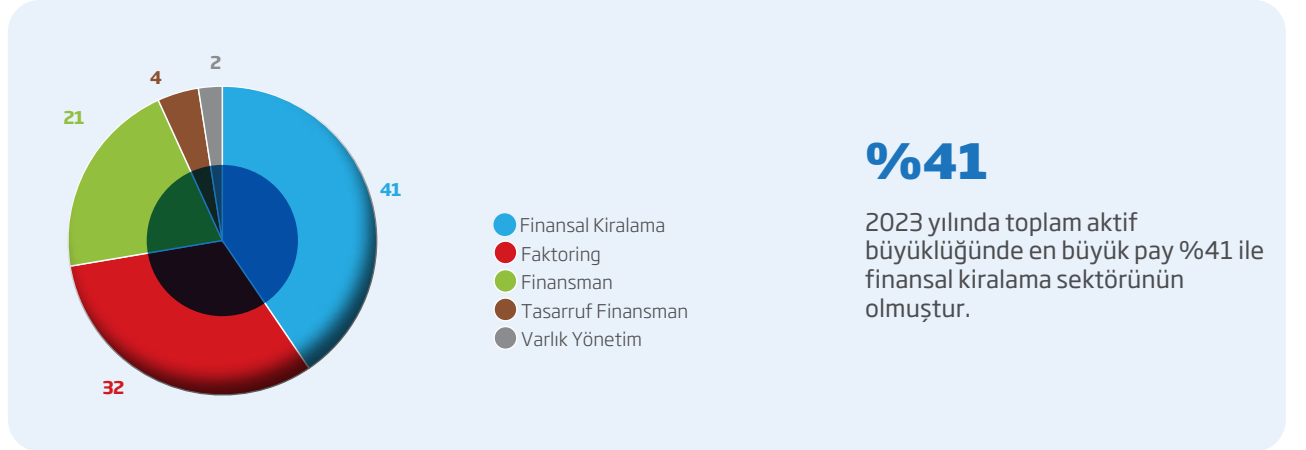 2
4
21
41
32
Finansal Kiralama
Faktoring
Finansman
Tasarruf Finansman
Varlık Yönetim
%41
2023 yılında toplam aktif
büyüklüğünde en büyük pay %41 ile
finansal kiralama sektörünün
olmuştur.